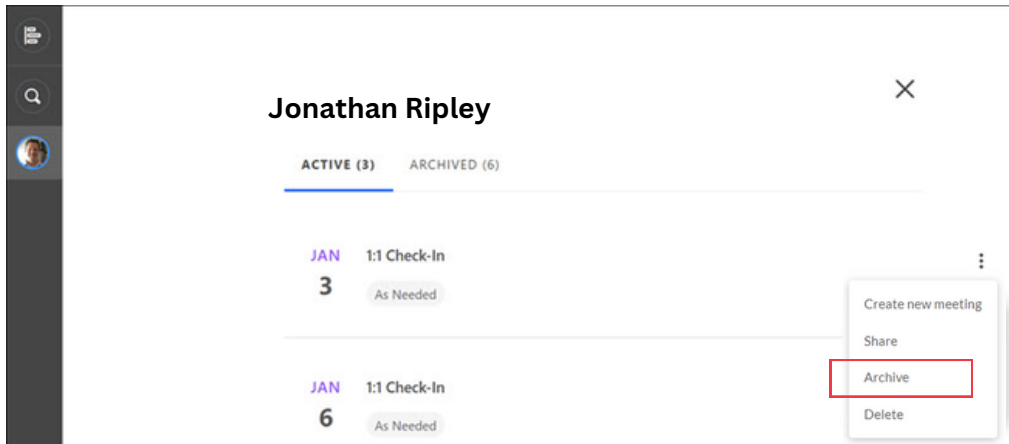 Jonathan Ripley
ACTIVE (3) ARCHIVED (6)
JAN 1:1 Check-In
3 As Needed
Create new meeting
Share
Archive
Delete
JAN 1:1 Check-In
6 As Needed